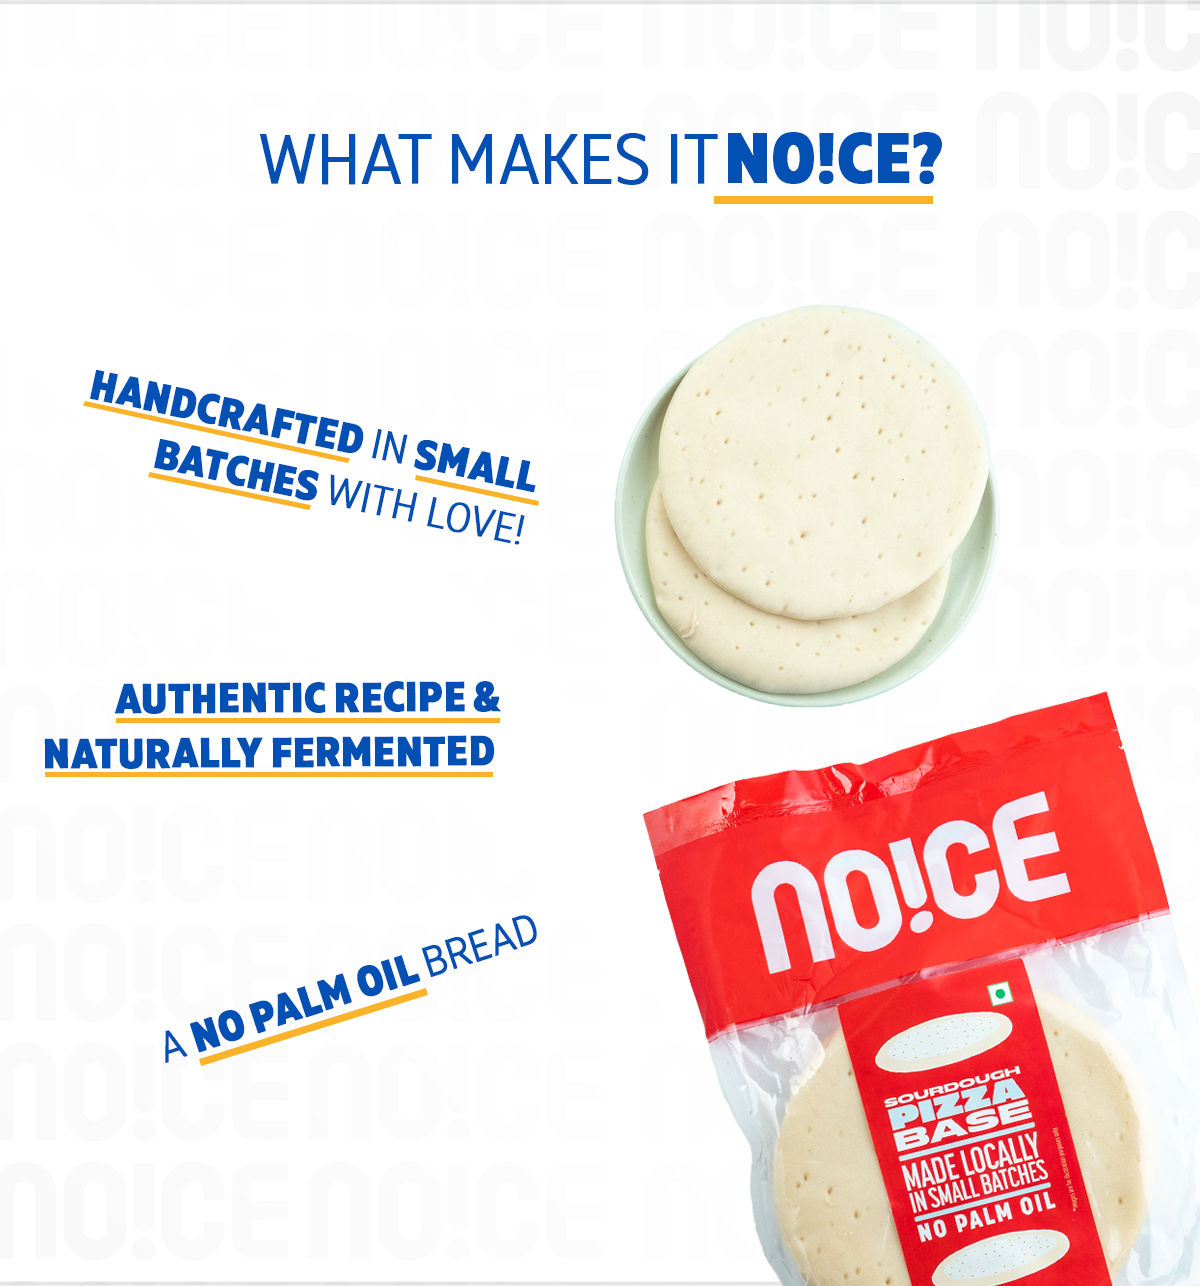 WHAT MAKES IT NO!CE?
HANDCRAFTED IN SMALL
BATCHES WITH LOVE!
AUTHENTIC RECIPE &
NATURALLY FERMENTED
A NO PALM OIL BREAD
NO!CE
SOURDOUGH
PIZZA
BASE
MADE LOCALLY
IN SMALL BATCHES
NO PALM OIL